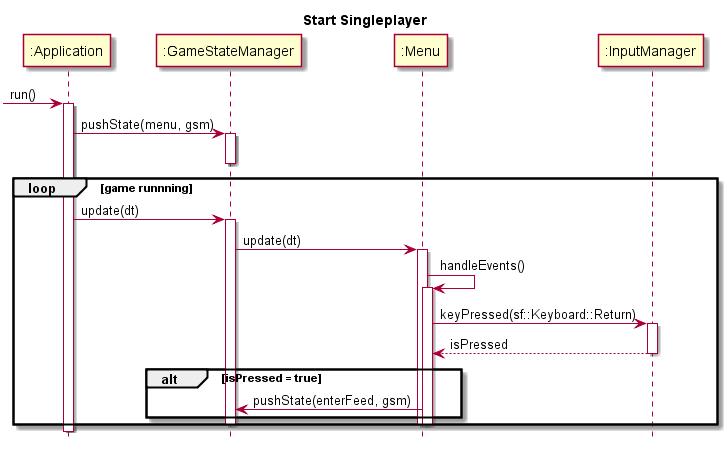 Start Singleplayer
:Application
:GameStateManager
:Menu
:InputManager
run()
pushState(menu, gsm)
loop
[game runnning]
update(dt)
update(dt)
handleEvents()
keyPressed(sf::Keyboard::Return)
isPressed
alt
[isPressed = true]
pushState(enterFeed, gsm)